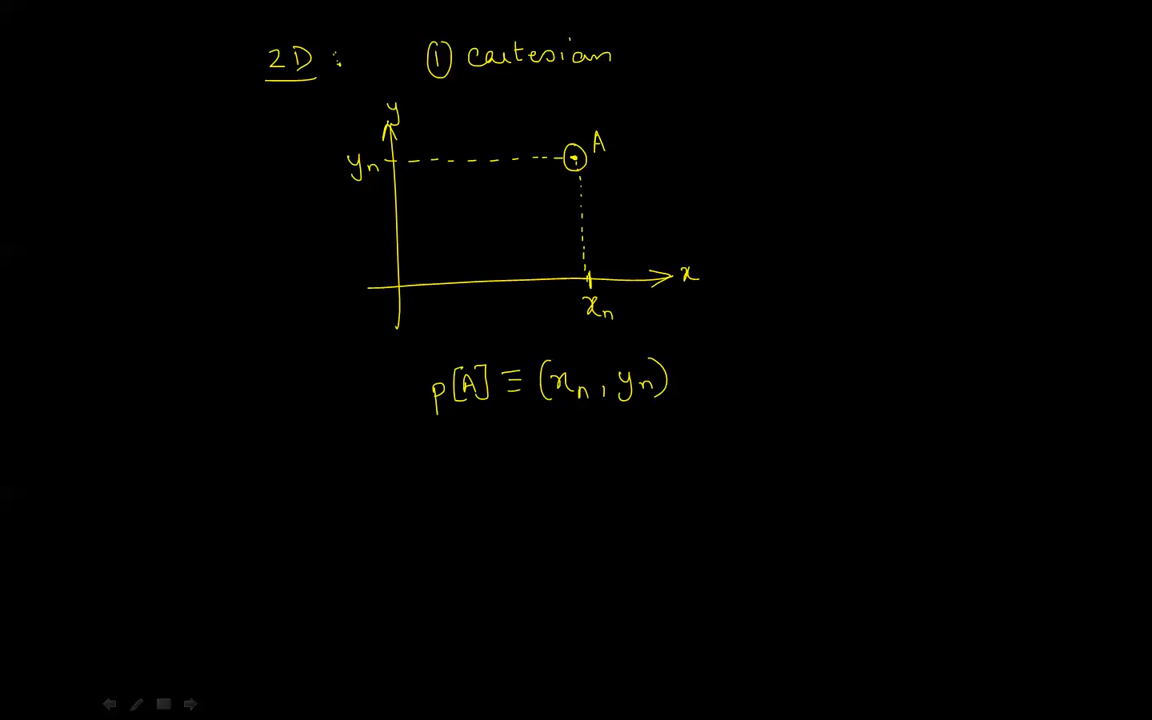 2D : ① Cartesian
y
yn
A
x
xn
p[A] ≡ (xn, yn)